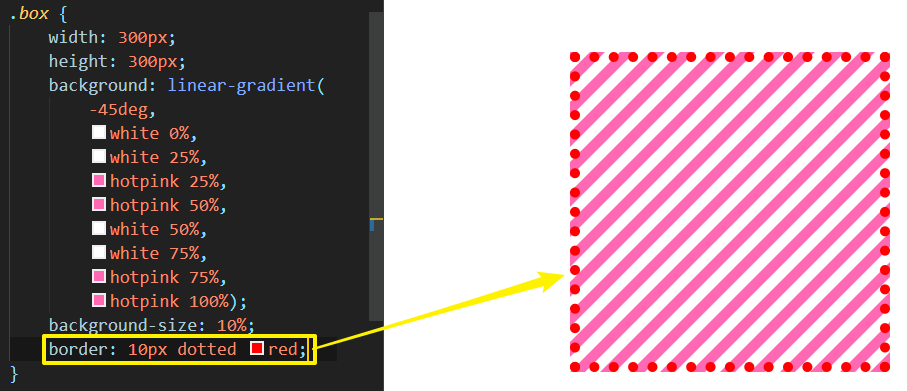 .box {
width: 300px;
height: 300px;
background: linear-gradient(
-45deg,
white 0%,
white 25%,
hotpink 25%,
hotpink 50%,
white 50%,
white 75%,
hotpink 75%,
hotpink 100%);
background-size: 10%;
border: 10px dotted red;
}